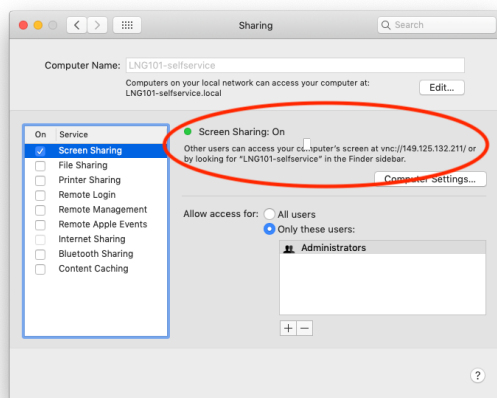 Sharing
Search
Computer Name: LNG101-selfservice
Computers on your local network can access your computer at:
LNG101-selfservice.local
Edit...
On Service
Screen Sharing
File Sharing
Printer Sharing
Remote Login
Remote Management
Remote Apple Events
Internet Sharing
Bluetooth Sharing
Content Caching
Screen Sharing: On
Other users can access your computer's screen at vnc://149.125.132.211/ or
by looking for "LNG101-selfservice" in the Finder sidebar.
Computer Settings...
Allow access for: All users
Only these users:
Administrators
+ −
?